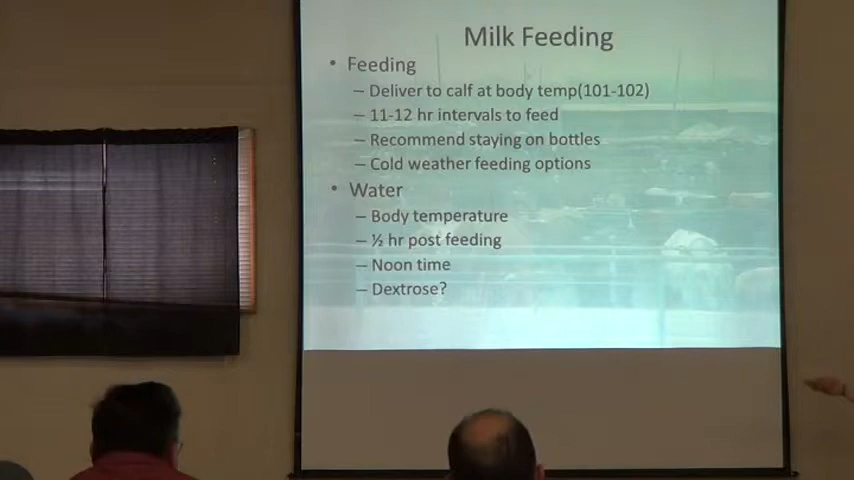 Milk Feeding
• Feeding
– Deliver to calf at body temp(101-102)
– 11-12 hr intervals to feed
– Recommend staying on bottles
– Cold weather feeding options
• Water
– Body temperature
– ½ hr post feeding
– Noon time
– Dextrose?